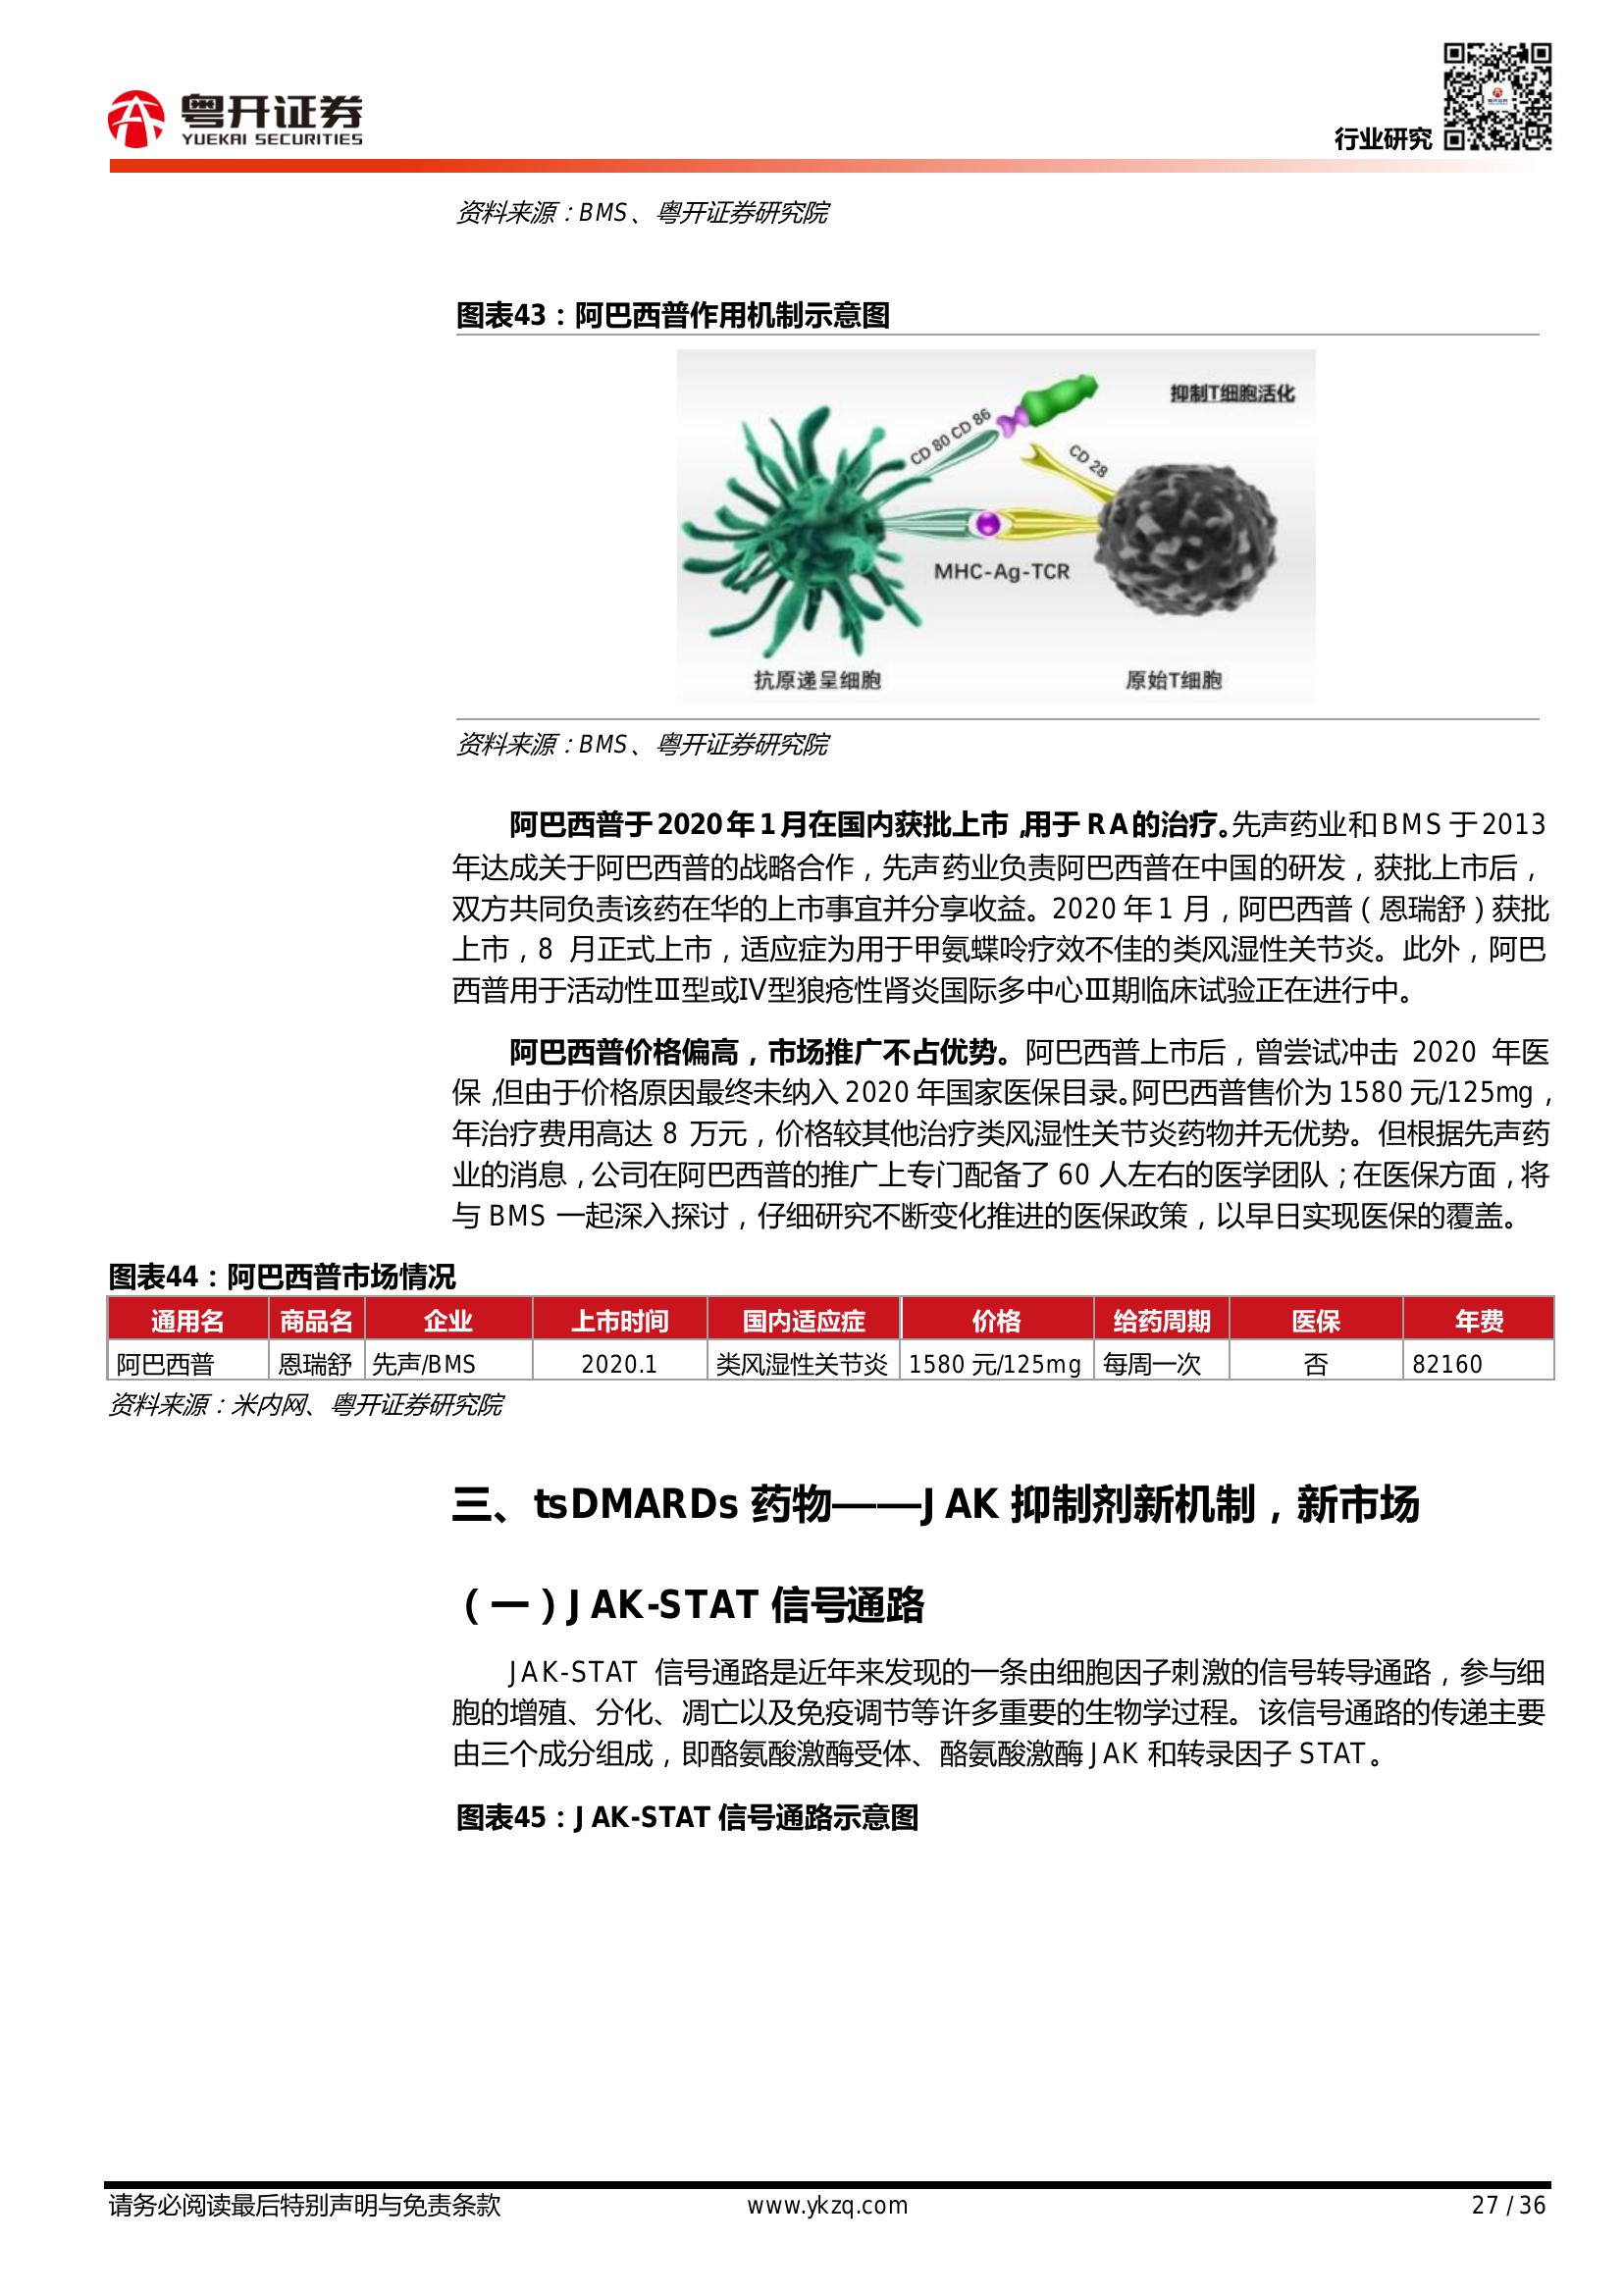 粤开证券
YUEKAI SECURITIES
行业研究
资料来源：BMS、粤开证券研究院
图表43：阿巴西普作用机制示意图
抑制T细胞活化
CD 80 CD 86
CD 28
MHC-Ag-TCR
抗原递呈细胞
原始T细胞
资料来源：BMS、粤开证券研究院
阿巴西普于2020年1月在国内获批上市，用于RA的治疗。先声药业和BMS于2013
年达成关于阿巴西普的战略合作，先声药业负责阿巴西普在中国的研发，获批上市后，
双方共同负责该药在华的上市事宜并分享收益。2020年1月，阿巴西普（恩瑞舒）获批
上市，8 月正式上市，适应症为用于甲氨蝶呤疗效不佳的类风湿性关节炎。此外，阿巴
西普用于活动性Ⅲ型或Ⅳ型狼疮性肾炎国际多中心Ⅲ期临床试验正在进行中。
阿巴西普价格偏高，市场推广不占优势。阿巴西普上市后，曾尝试冲击 2020 年医
保，但由于价格原因最终未纳入2020年国家医保目录。阿巴西普售价为1580元/125mg，
年治疗费用高达 8 万元，价格较其他治疗类风湿性关节炎药物并无优势。但根据先声药
业的消息，公司在阿巴西普的推广上专门配备了60人左右的医学团队；在医保方面，将
与 BMS 一起深入探讨，仔细研究不断变化推进的医保政策，以早日实现医保的覆盖。
图表44：阿巴西普市场情况
通用名 商品名 企业 上市时间 国内适应症 价格 给药周期 医保 年费
阿巴西普 恩瑞舒 先声/BMS 2020.1 类风湿性关节炎 1580 元/125mg 每周一次 否 82160
资料来源：米内网、粤开证券研究院
三、tsDMARDs 药物——JAK 抑制剂新机制，新市场
（一）JAK-STAT 信号通路
JAK-STAT 信号通路是近年来发现的一条由细胞因子刺激的信号转导通路，参与细
胞的增殖、分化、凋亡以及免疫调节等许多重要的生物学过程。该信号通路的传递主要
由三个成分组成，即酪氨酸激酶受体、酪氨酸激酶JAK和转录因子STAT。
图表45：JAK-STAT 信号通路示意图
请务必阅读最后特别声明与免责条款
www.ykzq.com
27 / 36